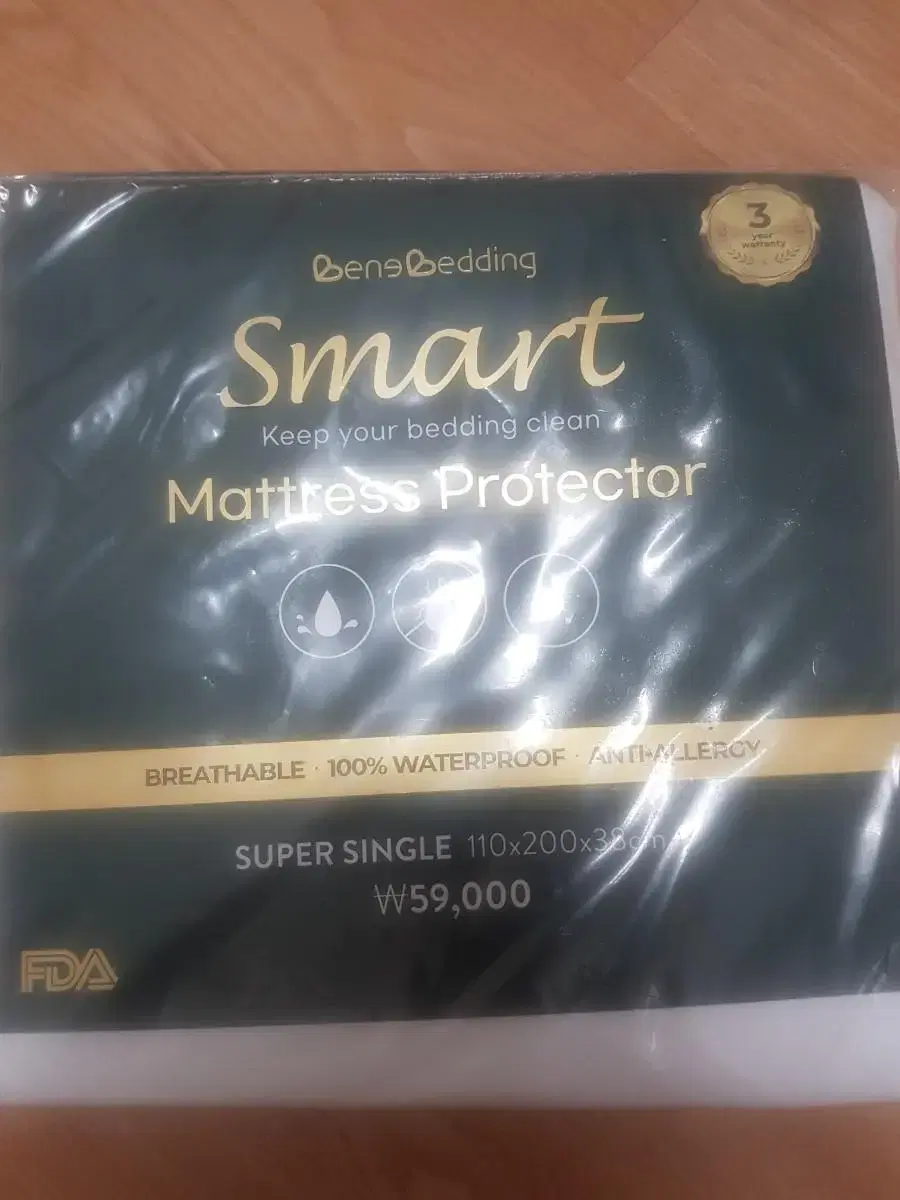 BeneBedding
3
year
warranty
Smart
Keep your bedding clean
Mattress Protector
BREATHABLE · 100% WATERPROOF · ANTI-ALLERGY
SUPER SINGLE 110x200x38cm
₩59,000
FDA